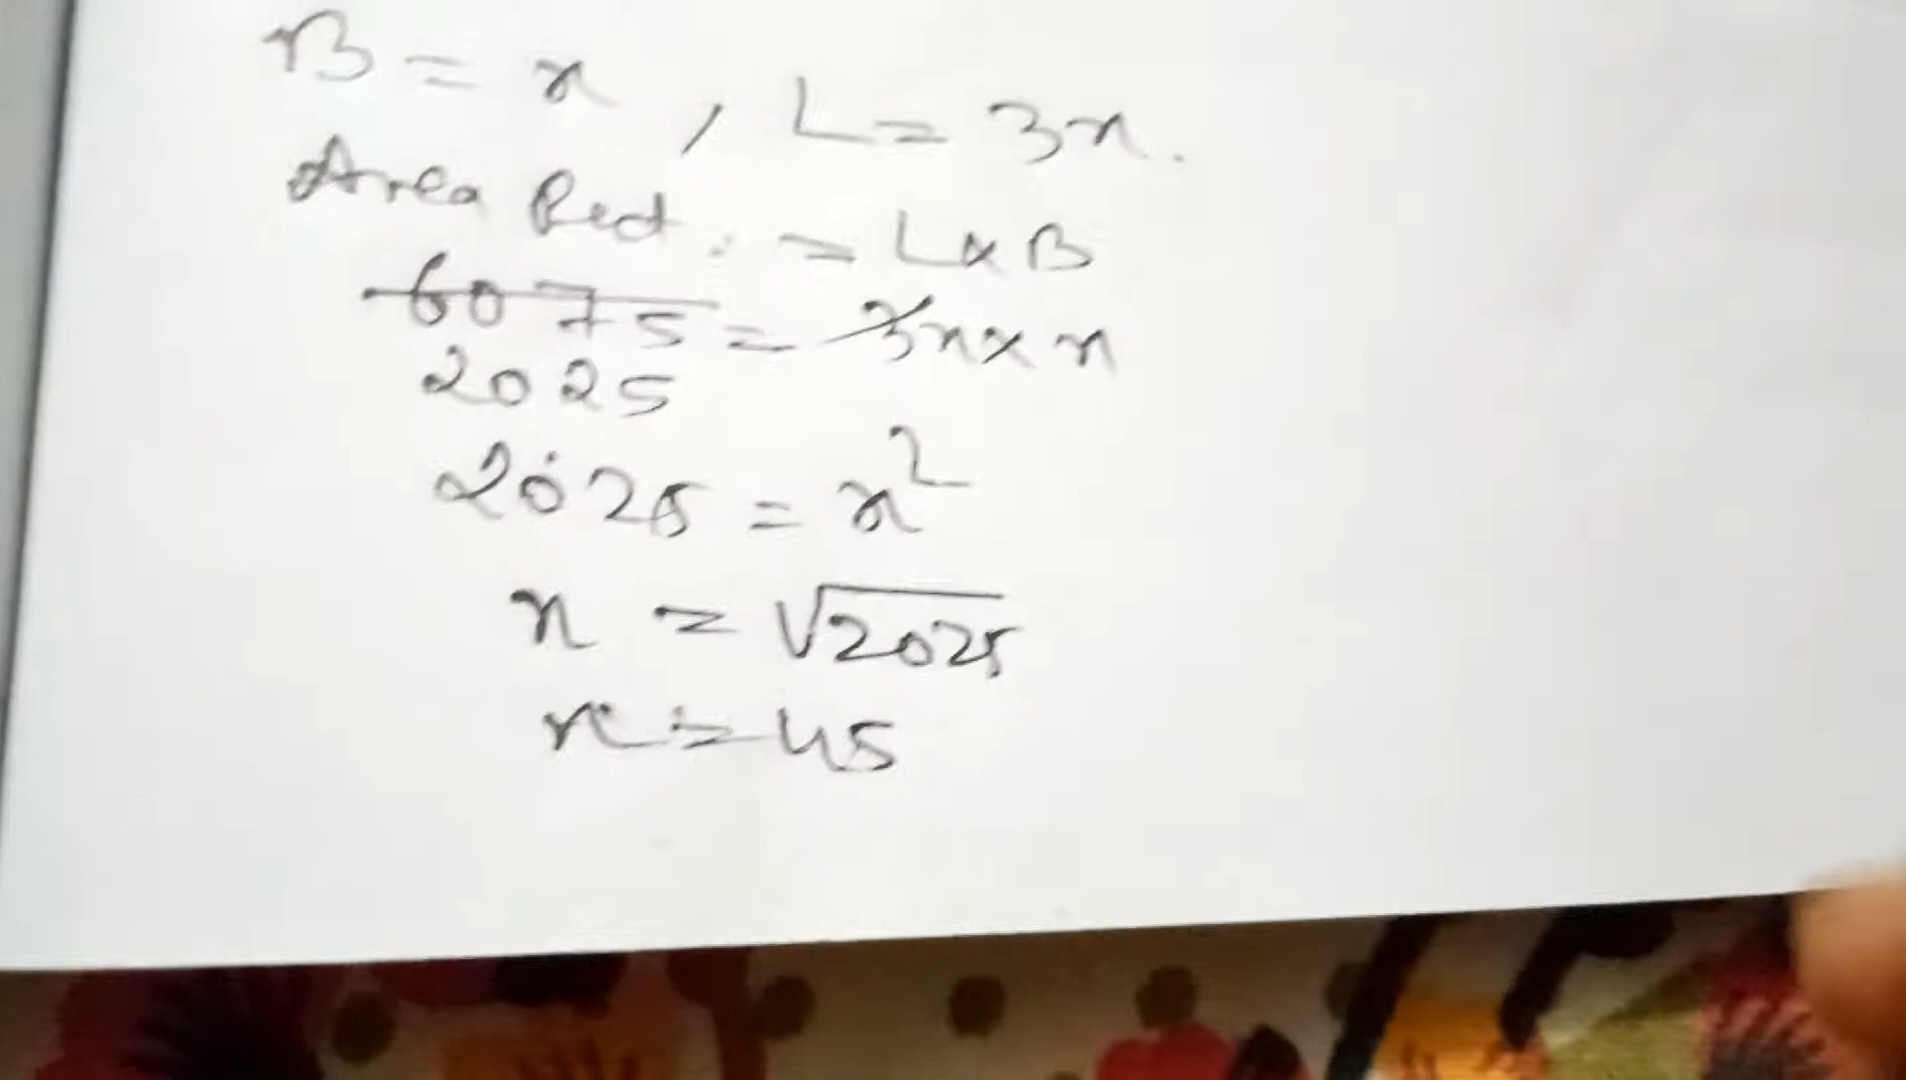 B = x, L = 3x.
Area Rect. = L x B
6075 = 3x x x
2025
2025 = x²
x = √2025
x = 45